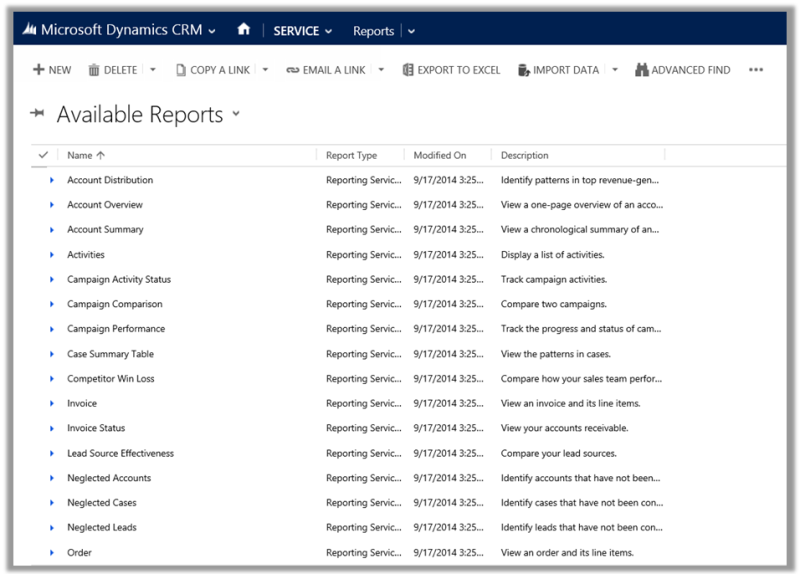 Microsoft Dynamics CRM SERVICE Reports
NEW DELETE COPY A LINK EMAIL A LINK EXPORT TO EXCEL IMPORT DATA ADVANCED FIND ...
Available Reports
Name Report Type Modified On Description
Account Distribution Reporting Servic... 9/17/2014 3:25... Identify patterns in top revenue-gen...
Account Overview Reporting Servic... 9/17/2014 3:25... View a one-page overview of an acco...
Account Summary Reporting Servic... 9/17/2014 3:25... View a chronological summary of an...
Activities Reporting Servic... 9/17/2014 3:25... Display a list of activities.
Campaign Activity Status Reporting Servic... 9/17/2014 3:25... Track campaign activities.
Campaign Comparison Reporting Servic... 9/17/2014 3:25... Compare two campaigns.
Campaign Performance Reporting Servic... 9/17/2014 3:25... Track the progress and status of cam...
Case Summary Table Reporting Servic... 9/17/2014 3:25... View the patterns in cases.
Competitor Win Loss Reporting Servic... 9/17/2014 3:25... Compare how your sales team perfor...
Invoice Reporting Servic... 9/17/2014 3:25... View an invoice and its line items.
Invoice Status Reporting Servic... 9/17/2014 3:25... View your accounts receivable.
Lead Source Effectiveness Reporting Servic... 9/17/2014 3:25... Compare your lead sources.
Neglected Accounts Reporting Servic... 9/17/2014 3:25... Identify accounts that have not been...
Neglected Cases Reporting Servic... 9/17/2014 3:25... Identify cases that have not been con...
Neglected Leads Reporting Servic... 9/17/2014 3:25... Identify leads that have not been con...
Order Reporting Servic... 9/17/2014 3:25... View an order and its line items.